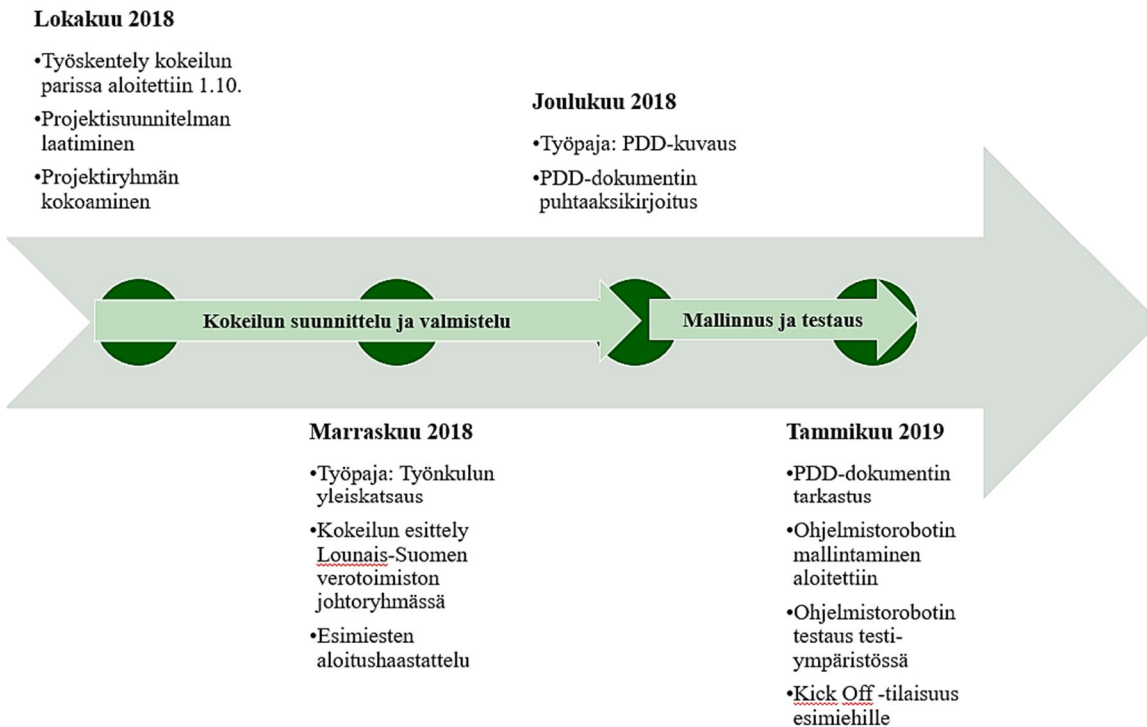 Lokakuu 2018
•Työskentely kokeilun
parissa aloitettiin 1.10.
•Projektisuunnitelman
laatiminen
•Projektiryhmän
kokoaminen
Joulukuu 2018
•Työpaja: PDD-kuvaus
•PDD-dokumentin
puhtaaksikirjoitus
Kokeilun suunnittelu ja valmistelu
Mallinnus ja testaus
Marraskuu 2018
•Työpaja: Työnkulun
yleiskatsaus
•Kokeilun esittely
Lounais-Suomen
verotoimiston
johtoryhmässä
•Esimiesten
aloitushaastattelu
Tammikuu 2019
•PDD-dokumentin
tarkastus
•Ohjelmistorobotin
mallintaminen
aloitettiin
•Ohjelmistorobotin
testaus testi-
ympäristössä
•Kick Off -tilaisuus
esimiehille